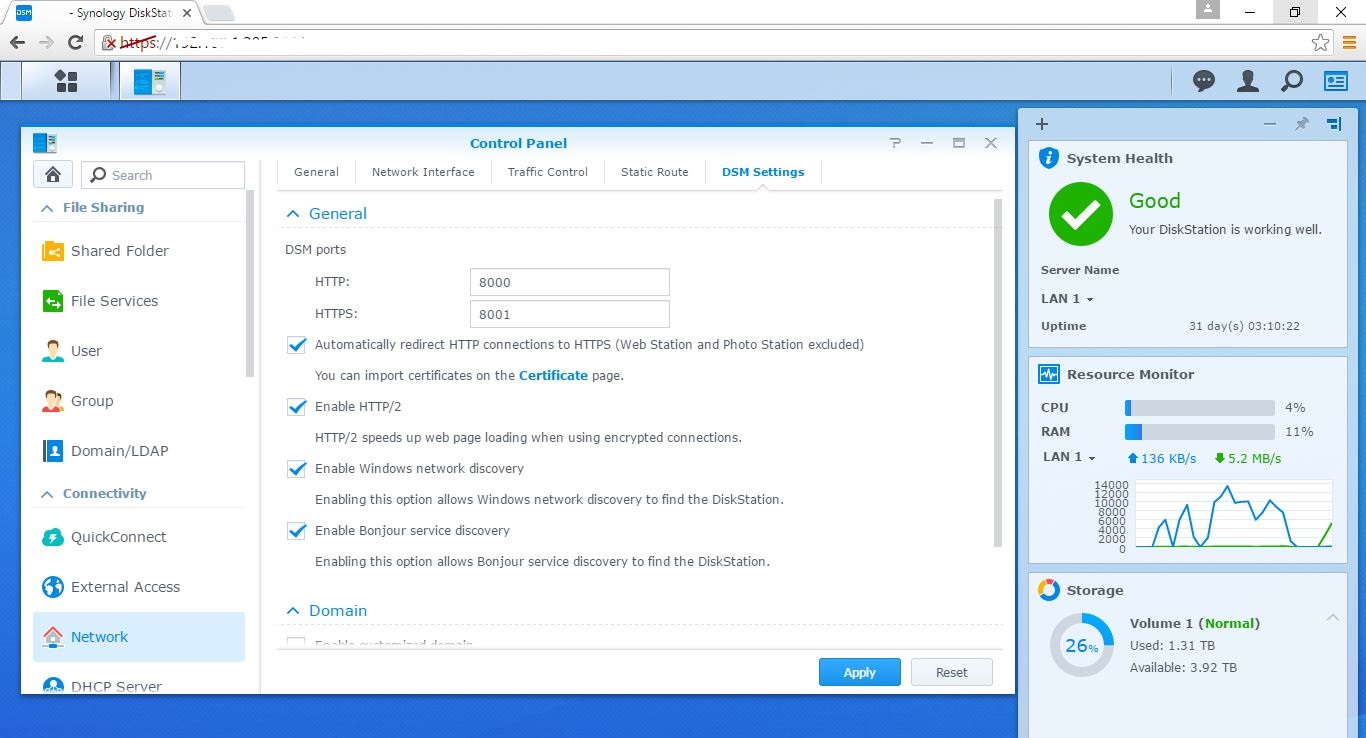 DSM
- Synology DiskStat
https://
Control Panel
Search
File Sharing
Shared Folder
File Services
User
Group
Domain/LDAP
Connectivity
QuickConnect
External Access
Network
DHCP Server
General
Network Interface
Traffic Control
Static Route
DSM Settings
General
DSM ports
HTTP: 8000
HTTPS: 8001
Automatically redirect HTTP connections to HTTPS (Web Station and Photo Station excluded)
You can import certificates on the Certificate page.
Enable HTTP/2
HTTP/2 speeds up web page loading when using encrypted connections.
Enable Windows network discovery
Enabling this option allows Windows network discovery to find the DiskStation.
Enable Bonjour service discovery
Enabling this option allows Bonjour service discovery to find the DiskStation.
Domain
Enable customized domain
Apply
Reset
System Health
Good
Your DiskStation is working well.
Server Name
LAN 1
Uptime 31 day(s) 03:10:22
Resource Monitor
CPU 4%
RAM 11%
LAN 1 136 KB/s 5.2 MB/s
14000
12000
10000
8000
6000
4000
2000
0
Storage
26%
Volume 1 (Normal)
Used: 1.31 TB
Available: 3.92 TB